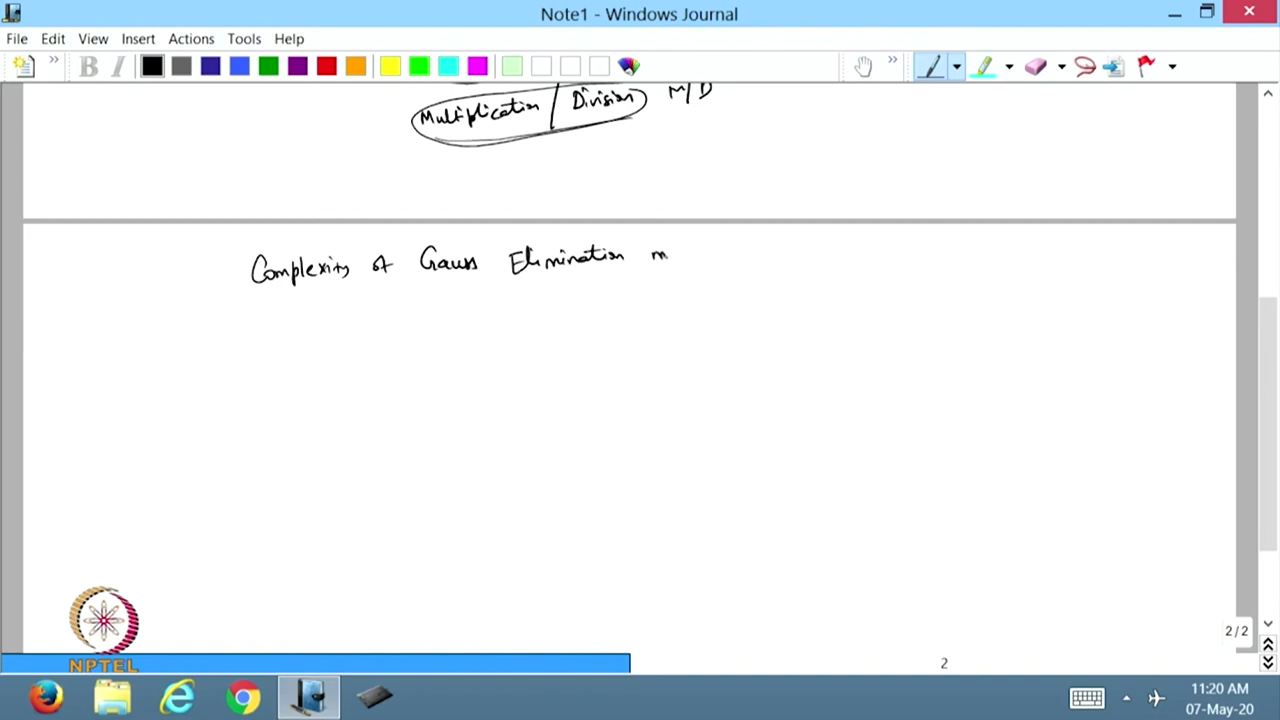 Note1 - Windows Journal
File Edit View Insert Actions Tools Help
B I
Multiplication / Division M/D
Complexity of Gauss Elimination m
2 / 2
NPTEL
2
11:20 AM
07-May-20